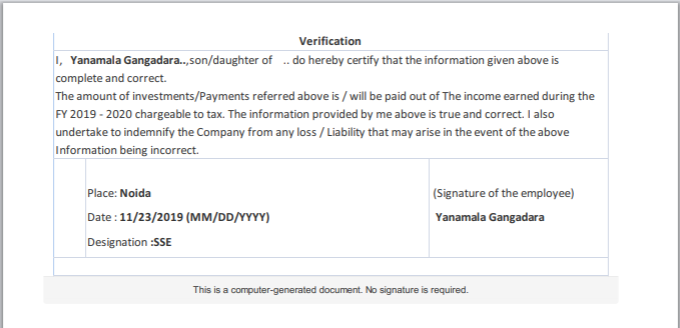 Verification
I, Yanamala Gangadara..,son/daughter of .. do hereby certify that the information given above is
complete and correct.
The amount of investments/Payments referred above is / will be paid out of The income earned during the
FY 2019 - 2020 chargeable to tax. The information provided by me above is true and correct. I also
undertake to indemnify the Company from any loss / Liability that may arise in the event of the above
Information being incorrect.
Place: Noida
(Signature of the employee)
Date : 11/23/2019 (MM/DD/YYYY)
Yanamala Gangadara
Designation :SSE
This is a computer-generated document. No signature is required.